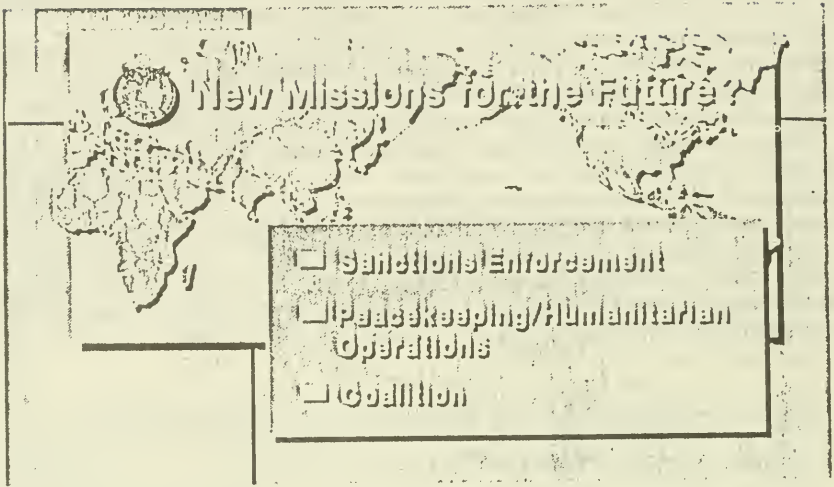 New Missions for the Future
Sanctions Enforcement
Peacekeeping/Humanitarian
Operations
Coalition